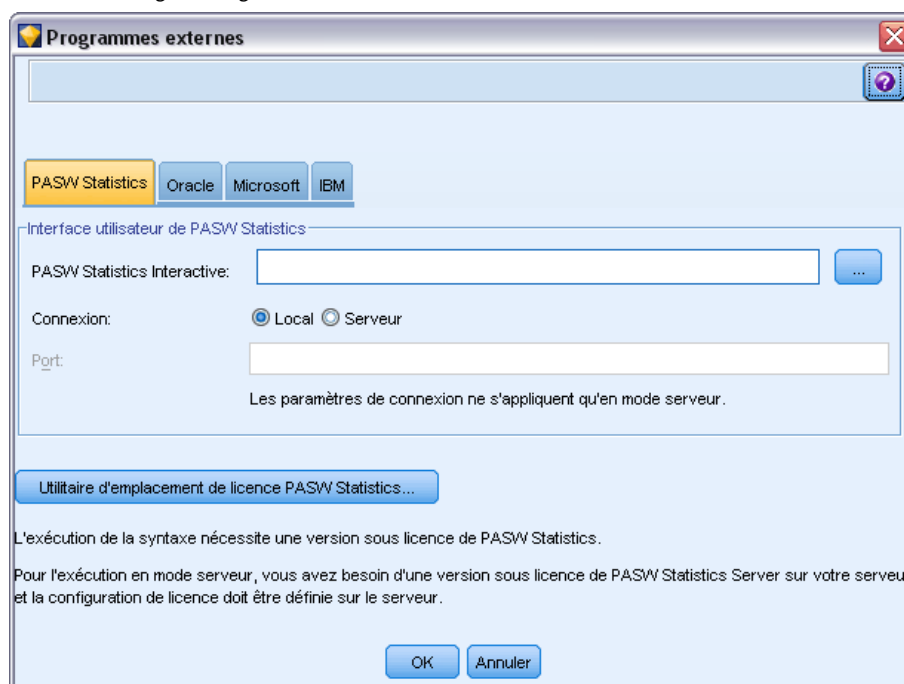 Programmes externes
PASW Statistics Oracle Microsoft IBM
Interface utilisateur de PASW Statistics
PASW Statistics Interactive: ...
Connexion: Local Serveur
Port:
Les paramètres de connexion ne s'appliquent qu'en mode serveur.
Utilitaire d'emplacement de licence PASW Statistics...
L'exécution de la syntaxe nécessite une version sous licence de PASW Statistics.
Pour l'exécution en mode serveur, vous avez besoin d'une version sous licence de PASW Statistics Server sur votre serveu
et la configuration de licence doit être définie sur le serveur.
OK Annuler